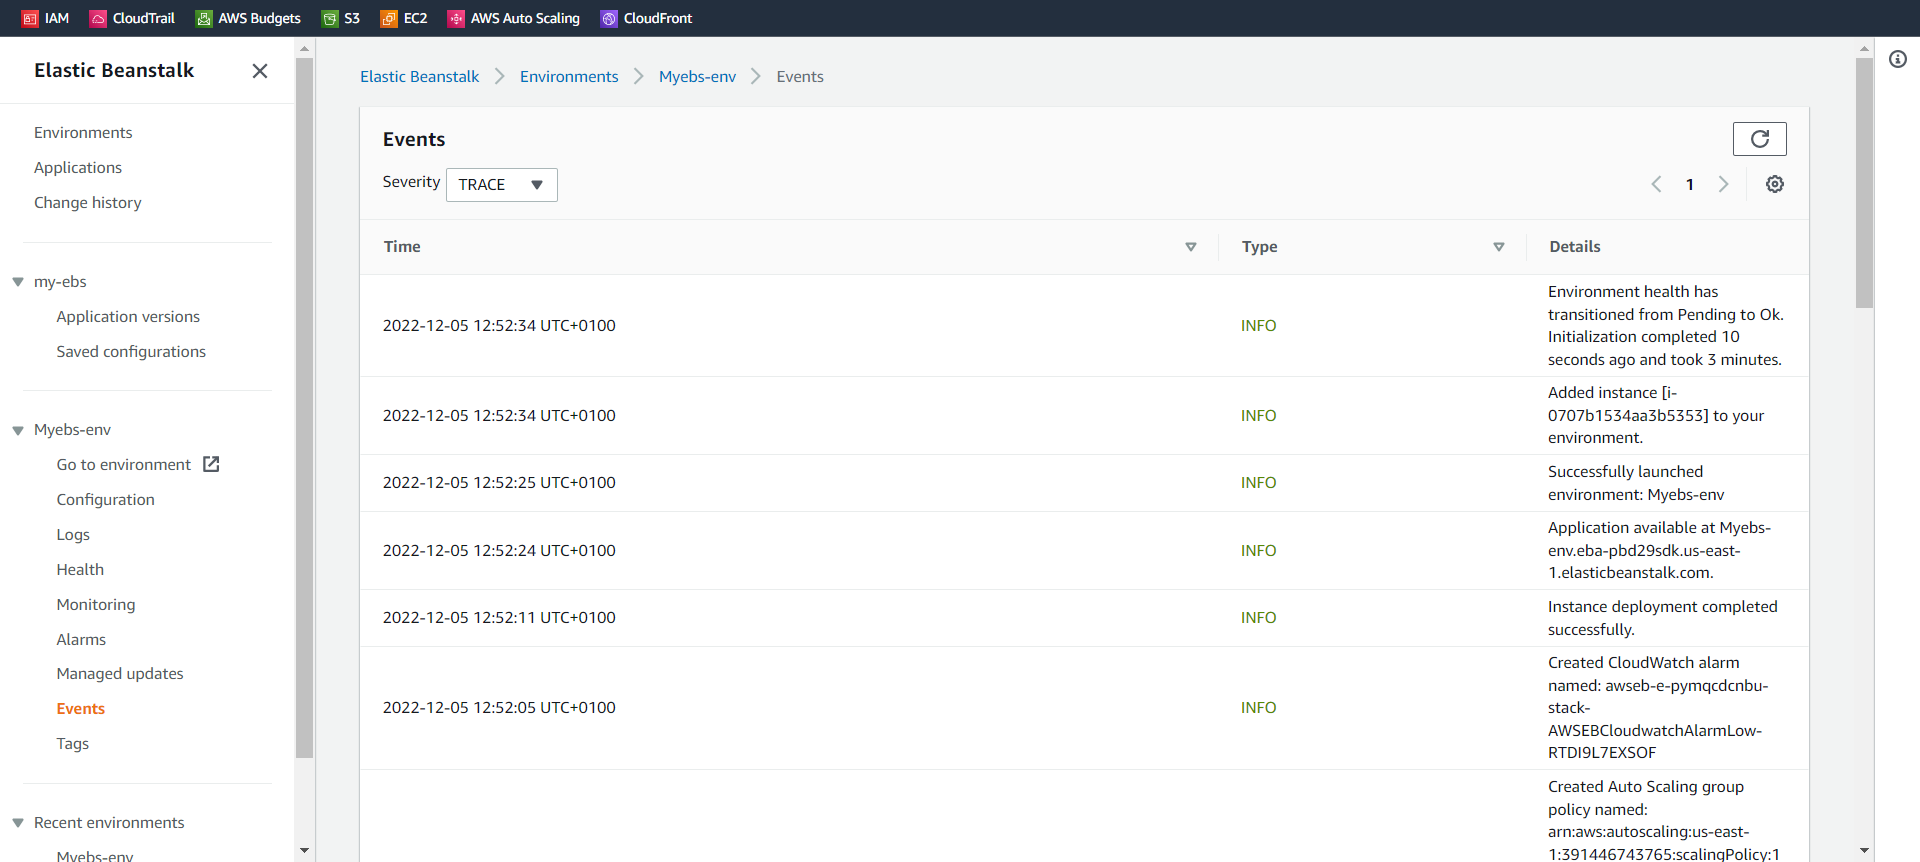 IAM CloudTrail AWS Budgets S3 EC2 AWS Auto Scaling CloudFront
Elastic Beanstalk
Environments
Applications
Change history
my-ebs
Application versions
Saved configurations
Myebs-env
Go to environment
Configuration
Logs
Health
Monitoring
Alarms
Managed updates
Events
Tags
Recent environments
Myebs-env
Elastic Beanstalk Environments Myebs-env Events
Events
Severity TRACE
1
Time Type Details
2022-12-05 12:52:34 UTC+0100 INFO
Environment health has
transitioned from Pending to Ok.
Initialization completed 10
seconds ago and took 3 minutes.
2022-12-05 12:52:34 UTC+0100 INFO
Added instance [i-
0707b1534aa3b5353] to your
environment.
2022-12-05 12:52:25 UTC+0100 INFO
Successfully launched
environment: Myebs-env
2022-12-05 12:52:24 UTC+0100 INFO
Application available at Myebs-
env.eba-pbd29sdk.us-east-
1.elasticbeanstalk.com.
2022-12-05 12:52:11 UTC+0100 INFO
Instance deployment completed
successfully.
2022-12-05 12:52:05 UTC+0100 INFO
Created CloudWatch alarm
named: awseb-e-pymqcdcnbu-
stack-
AWSEBCloudwatchAlarmLow-
RTDI9L7EXSOF
Created Auto Scaling group
policy named:
arn:aws:autoscaling:us-east-
1:391446743765:scalingPolicy:1